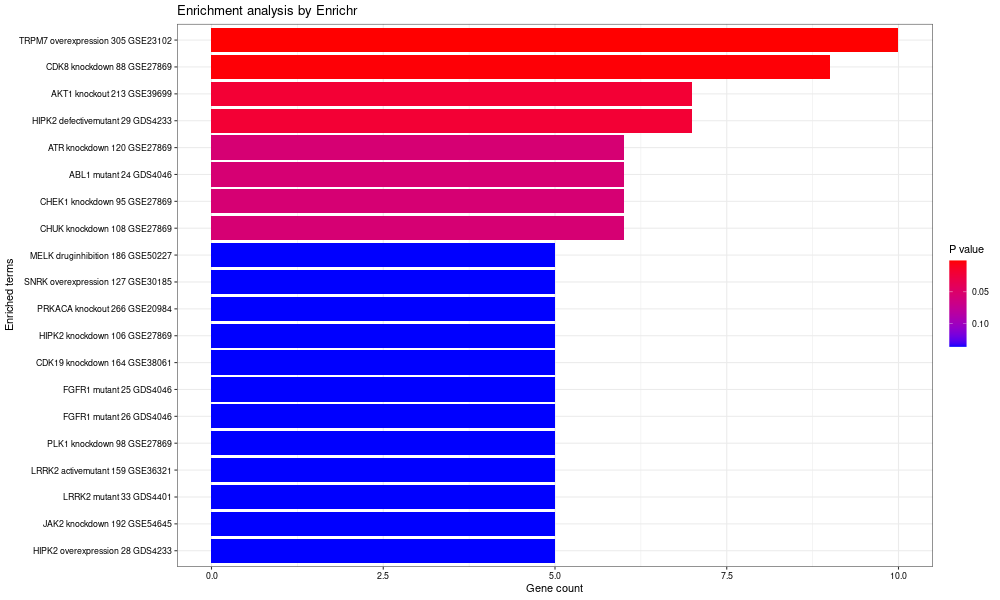 Enrichment analysis by Enrichr
TRPM7 overexpression 305 GSE23102
CDK8 knockdown 88 GSE27869
AKT1 knockout 213 GSE39699
HIPK2 defectivemutant 29 GDS4233
ATR knockdown 120 GSE27869
ABL1 mutant 24 GDS4046
CHEK1 knockdown 95 GSE27869
CHUK knockdown 108 GSE27869
MELK druginhibition 186 GSE50227
SNRK overexpression 127 GSE30185
PRKACA knockout 266 GSE20984
HIPK2 knockdown 106 GSE27869
CDK19 knockdown 164 GSE38061
FGFR1 mutant 25 GDS4046
FGFR1 mutant 26 GDS4046
PLK1 knockdown 98 GSE27869
LRRK2 activemutant 159 GSE36321
LRRK2 mutant 33 GDS4401
JAK2 knockdown 192 GSE54645
HIPK2 overexpression 28 GDS4233
Enriched terms
0.0 2.5 5.0 7.5 10.0
Gene count
P value
0.05
0.10